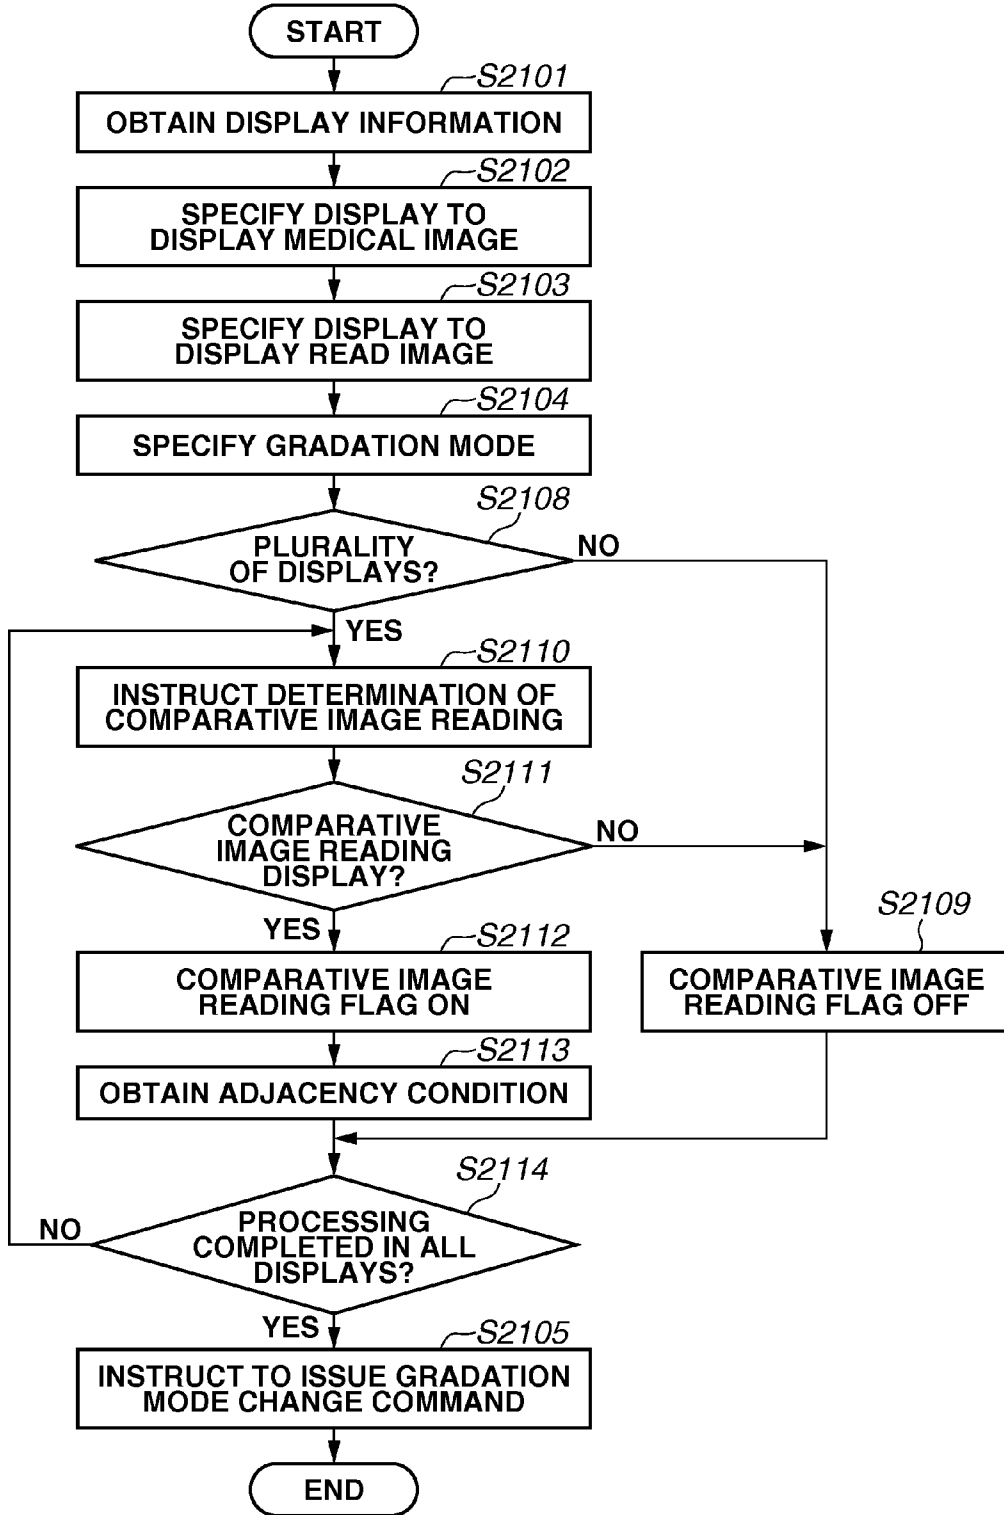 START
S2101
OBTAIN DISPLAY INFORMATION
S2102
SPECIFY DISPLAY TO
DISPLAY MEDICAL IMAGE
S2103
SPECIFY DISPLAY TO
DISPLAY READ IMAGE
S2104
SPECIFY GRADATION MODE
S2108
PLURALITY
OF DISPLAYS?
NO
YES
S2110
INSTRUCT DETERMINATION OF
COMPARATIVE IMAGE READING
S2111
COMPARATIVE
IMAGE READING
DISPLAY?
NO
YES
S2109
COMPARATIVE IMAGE
READING FLAG OFF
S2112
COMPARATIVE IMAGE
READING FLAG ON
S2113
OBTAIN ADJACENCY CONDITION
S2114
PROCESSING
COMPLETED IN ALL
DISPLAYS?
NO
YES
S2105
INSTRUCT TO ISSUE GRADATION
MODE CHANGE COMMAND
END